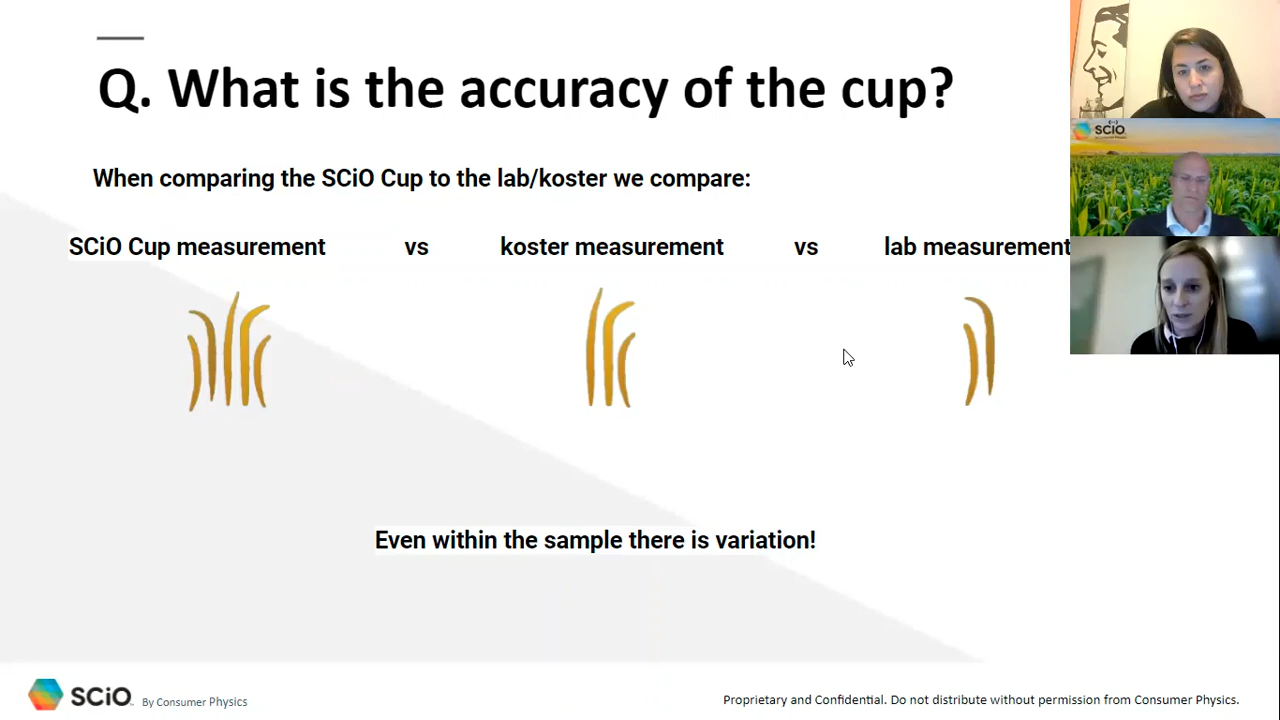 Q. What is the accuracy of the cup?
When comparing the SCiO Cup to the lab/koster we compare:
SCiO Cup measurement vs koster measurement vs lab measurement
Even within the sample there is variation!
SCiO By Consumer Physics
Proprietary and Confidential. Do not distribute without permission from Consumer Physics.
SCiO